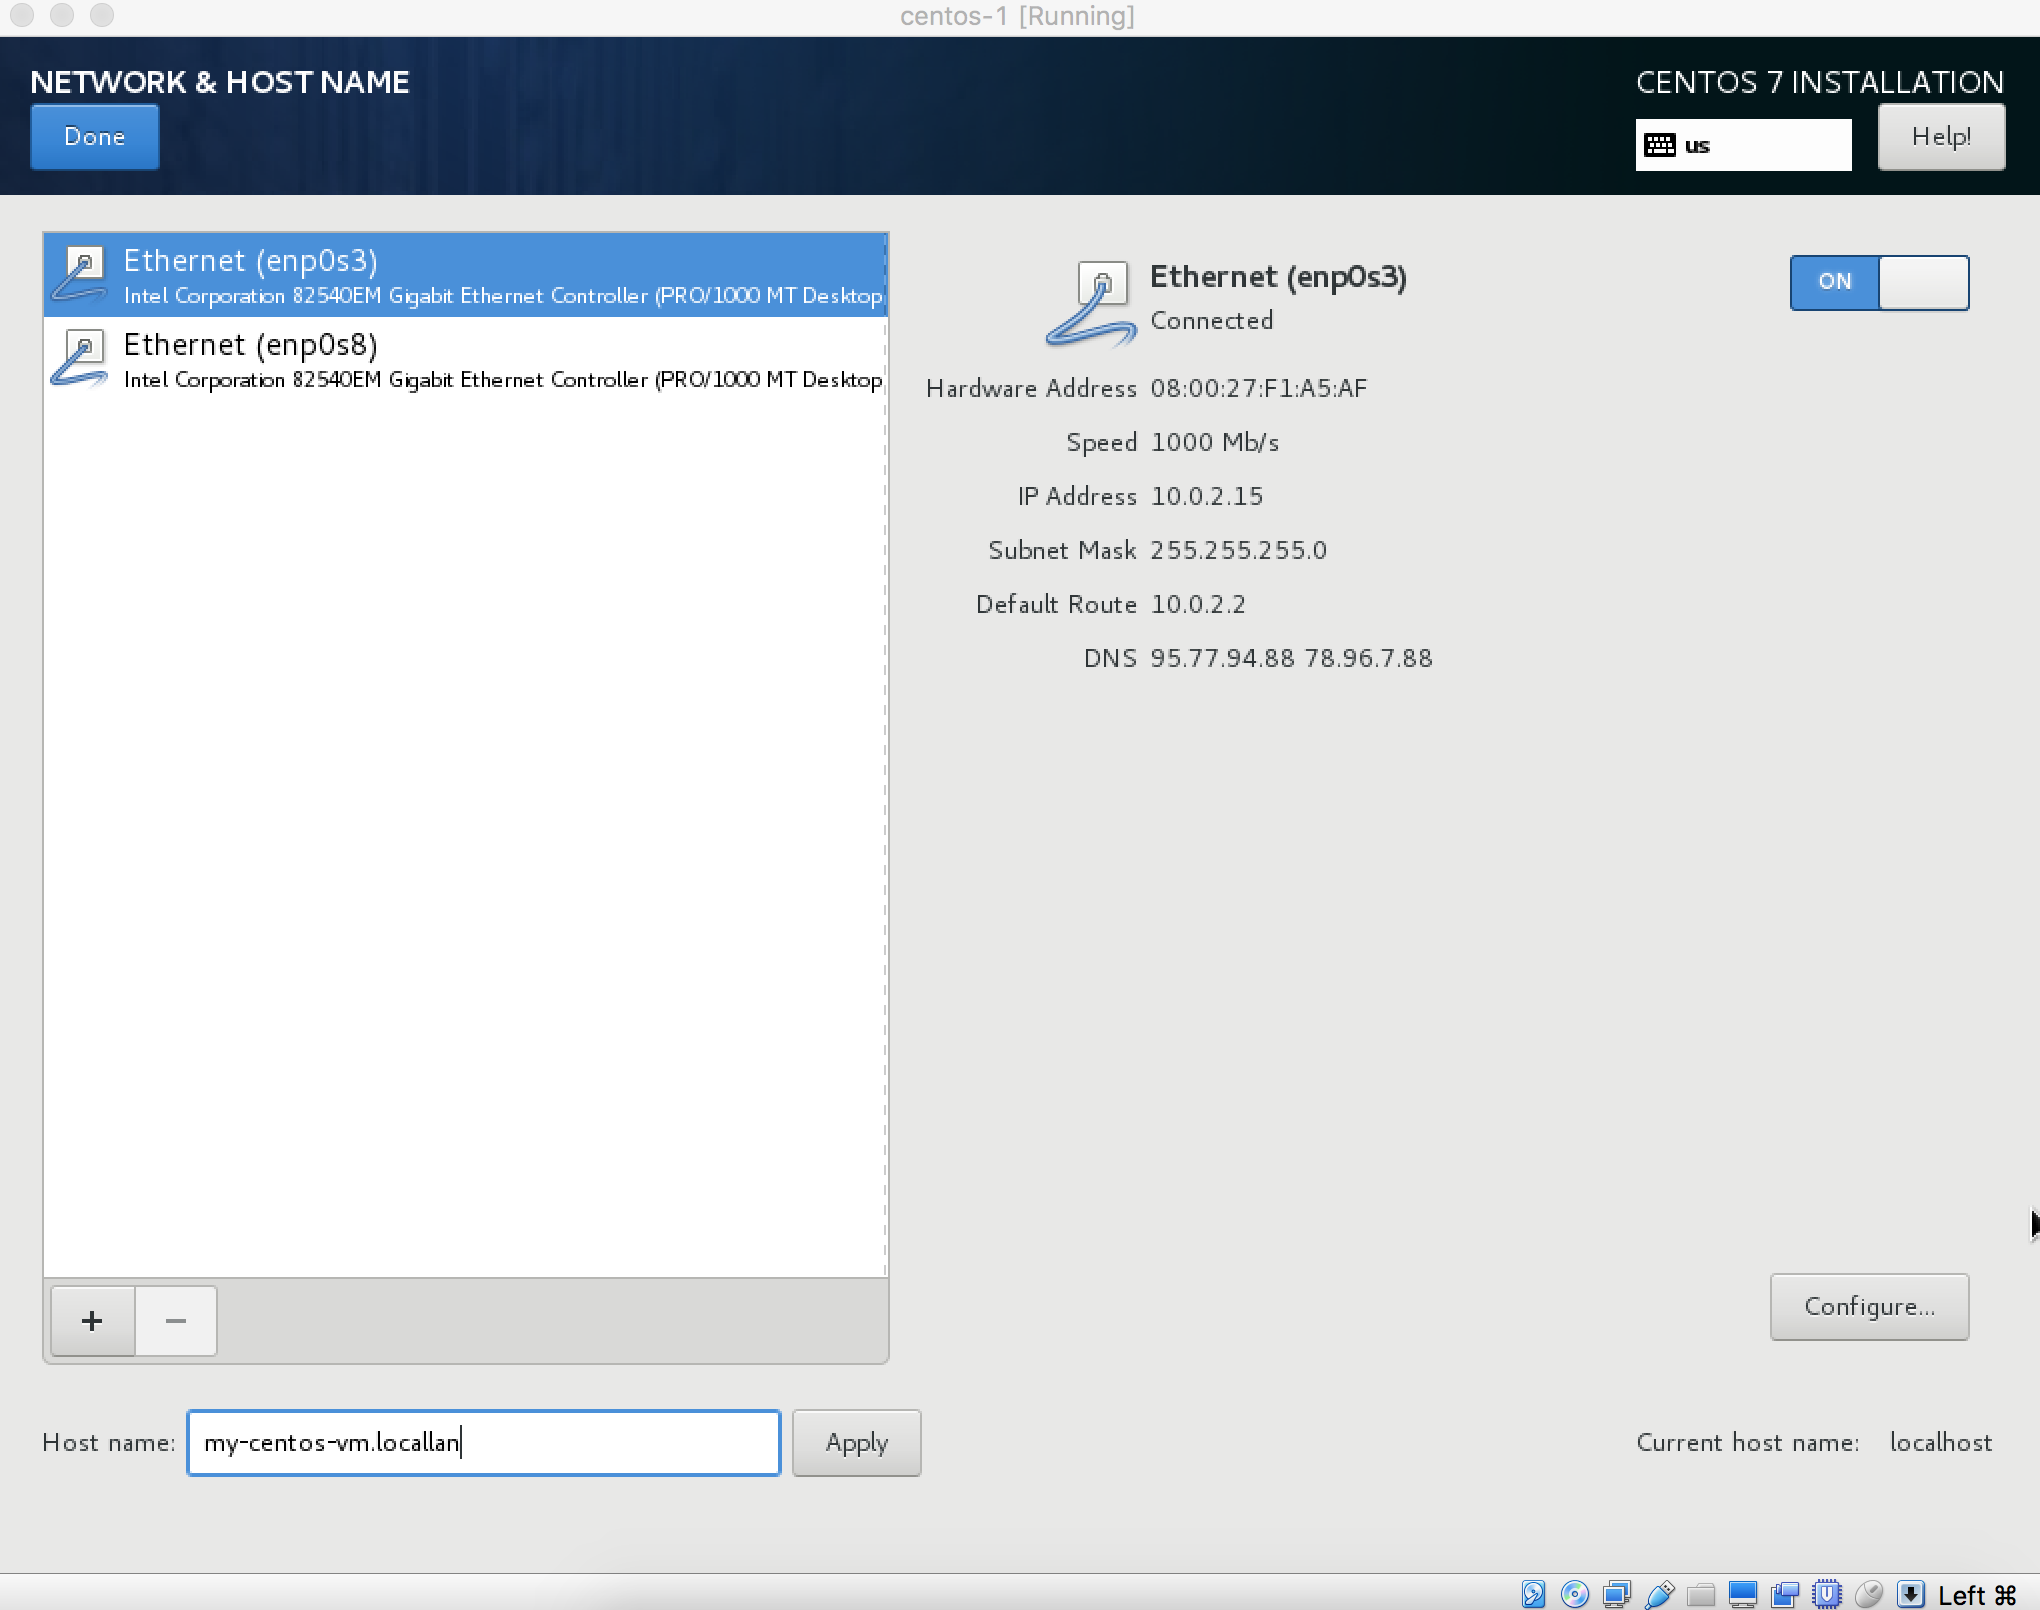 centos-1 [Running]
NETWORK & HOST NAME
Done
CENTOS 7 INSTALLATION
us
Help!
Ethernet (enp0s3)
Intel Corporation 82540EM Gigabit Ethernet Controller (PRO/1000 MT Desktop
Ethernet (enp0s8)
Intel Corporation 82540EM Gigabit Ethernet Controller (PRO/1000 MT Desktop
+ −
Ethernet (enp0s3)
Connected
ON
Hardware Address 08:00:27:F1:A5:AF
Speed 1000 Mb/s
IP Address 10.0.2.15
Subnet Mask 255.255.255.0
Default Route 10.0.2.2
DNS 95.77.94.88 78.96.7.88
Configure...
Host name: my-centos-vm.locallan Apply
Current host name: localhost
Left ⌘